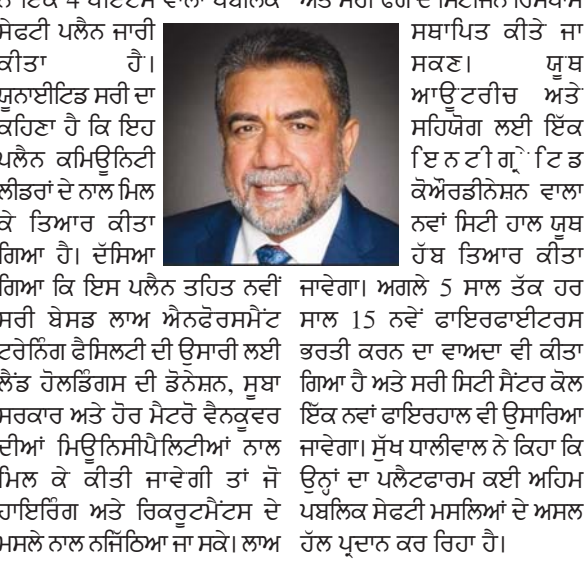 ਨੇ ਇੱਕ 4 ਪੁਆਇੰਟਸ ਵਾਲਾ ਪਬਲਿਕ
ਸੇਫਟੀ ਪਲੈਨ ਜਾਰੀ
ਕੀਤਾ ਹੈ।
ਯੂਨਾਈਟਿਡ ਸਰੀ ਦਾ
ਕਹਿਣਾ ਹੈ ਕਿ ਇਹ
ਪਲੈਨ ਕਮਿਊਨਿਟੀ
ਲੀਡਰਾਂ ਦੇ ਨਾਲ ਮਿਲ
ਕੇ ਤਿਆਰ ਕੀਤਾ
ਗਿਆ ਹੈ। ਦੱਸਿਆ
ਗਿਆ ਕਿ ਇਸ ਪਲੈਨ ਤਹਿਤ ਨਵੀਂ
ਸਰੀ ਬੇਸਡ ਲਾਅ ਐਨਫੋਰਸਮੈਂਟ
ਟਰੇਨਿੰਗ ਫੈਸਿਲਟੀ ਦੀ ਉਸਾਰੀ ਲਈ
ਲੈਂਡ ਹੋਲਡਿੰਗਸ ਦੀ ਡੋਨੇਸ਼ਨ, ਸੂਬਾ
ਸਰਕਾਰ ਅਤੇ ਹੋਰ ਮੈਟਰੋ ਵੈਨਕੂਵਰ
ਦੀਆਂ ਮਿਊਨਿਸੀਪੈਲਿਟੀਆਂ ਨਾਲ
ਮਿਲ ਕੇ ਕੀਤੀ ਜਾਵੇਗੀ ਤਾਂ ਜੋ
ਹਾਇਰਿੰਗ ਅਤੇ ਰਿਕਰੂਟਮੈਂਟਸ ਦੇ
ਮਸਲੇ ਨਾਲ ਨਜਿੱਠਿਆ ਜਾ ਸਕੇ। ਲਾਅ
ਅਤੇ ਸਰੀ ਫਰੰਗ ਦੇ ਸਿਟੀਜਨ ਰਿਸਪੌਂਸ
ਸਥਾਪਿਤ ਕੀਤੇ ਜਾ
ਸਕਣ। ਯੂਥ
ਆਊਟਰੀਚ ਅਤੇ
ਸਹਿਯੋਗ ਲਈ ਇੱਕ
ਇਨਟੀਗ੍ਰੇਟਿਡ
ਕੋਔਰਡੀਨੇਸ਼ਨ ਵਾਲਾ
ਨਵਾਂ ਸਿਟੀ ਹਾਲ ਯੂਥ
ਹੱਬ ਤਿਆਰ ਕੀਤਾ
ਜਾਵੇਗਾ। ਅਗਲੇ 5 ਸਾਲ ਤੱਕ ਹਰ
ਸਾਲ 15 ਨਵੇਂ ਫਾਇਰਫਾਈਟਰਸ
ਭਰਤੀ ਕਰਨ ਦਾ ਵਾਅਦਾ ਵੀ ਕੀਤਾ
ਗਿਆ ਹੈ ਅਤੇ ਸਰੀ ਸਿਟੀ ਸੈਂਟਰ ਕੋਲ
ਇੱਕ ਨਵਾਂ ਫਾਇਰਹਾਲ ਵੀ ਉਸਾਰਿਆ
ਜਾਵੇਗਾ। ਸੁੱਖ ਧਾਲੀਵਾਲ ਨੇ ਕਿਹਾ ਕਿ
ਉਨ੍ਹਾਂ ਦਾ ਪਲੈਟਫਾਰਮ ਕਈ ਅਹਿਮ
ਪਬਲਿਕ ਸੇਫਟੀ ਮਸਲਿਆਂ ਦੇ ਅਸਲ
ਹੱਲ ਪ੍ਰਦਾਨ ਕਰ ਰਿਹਾ ਹੈ।